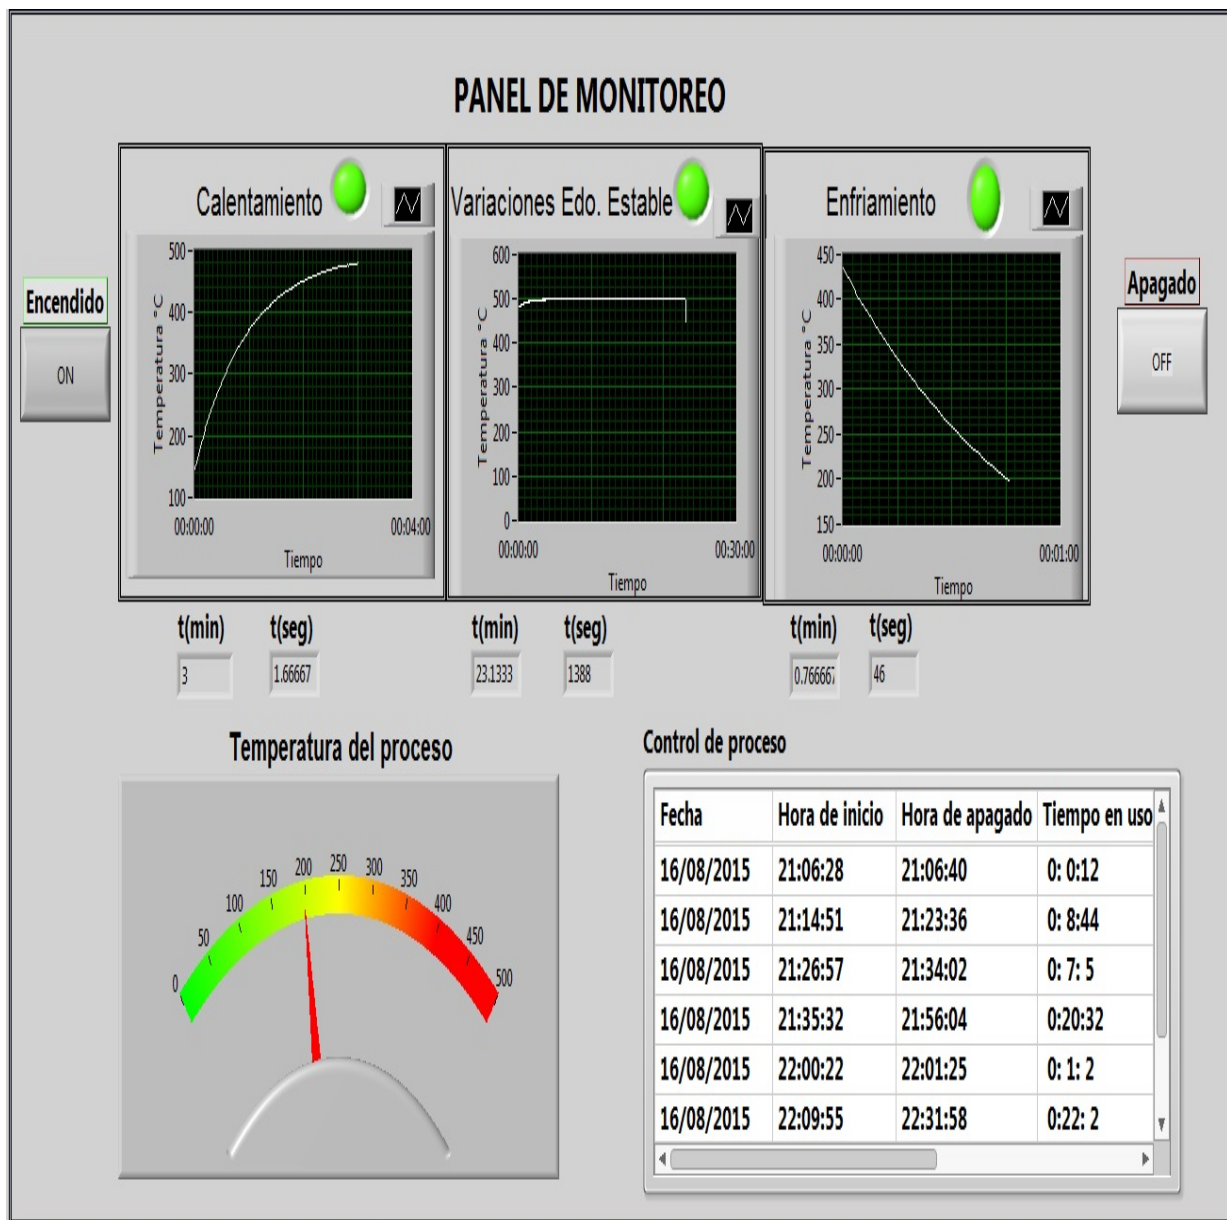 PANEL DE MONITOREO
Encendido
ON
Calentamiento
500
400
300
200
100
Temperatura °C
00:00:00
00:04:00
Tiempo
Variaciones Edo. Estable
600
500
400
300
200
100
0
Temperatura °C
00:00:00
00:30:00
Tiempo
Enfriamiento
450
400
350
300
250
200
150
Temperatura °C
00:00:00
00:01:00
Tiempo
Apagado
OFF
t(min) t(seg)
3 1.66667
t(min) t(seg)
23.1333 1388
t(min) t(seg)
0.766667 46
Temperatura del proceso
0 50 100 150 200 250 300 350 400 450 500
Control de proceso
Fecha Hora de inicio Hora de apagado Tiempo en uso
16/08/2015 21:06:28 21:06:40 0: 0:12
16/08/2015 21:14:51 21:23:36 0: 8:44
16/08/2015 21:26:57 21:34:02 0: 7: 5
16/08/2015 21:35:32 21:56:04 0:20:32
16/08/2015 22:00:22 22:01:25 0: 1: 2
16/08/2015 22:09:55 22:31:58 0:22: 2